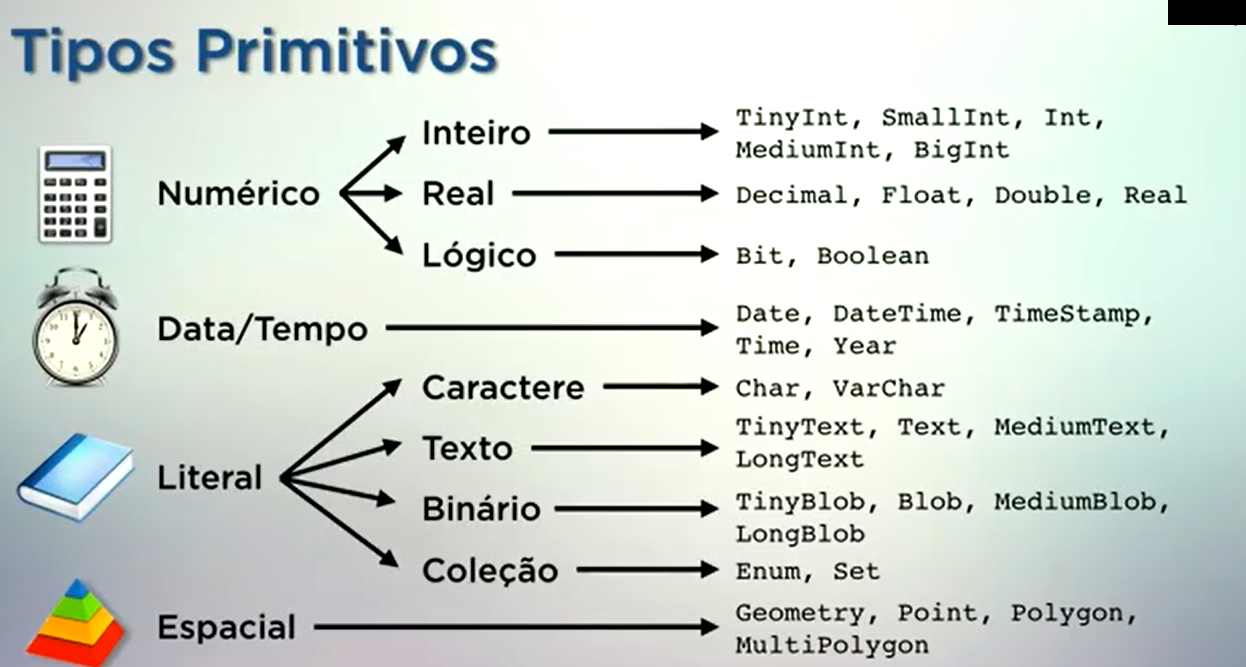 Tipos Primitivos
Numérico
Inteiro
TinyInt, SmallInt, Int,
MediumInt, BigInt
Real
Decimal, Float, Double, Real
Lógico
Bit, Boolean
Data/Tempo
Date, DateTime, TimeStamp,
Time, Year
Literal
Caractere
Char, VarChar
Texto
TinyText, Text, MediumText,
LongText
Binário
TinyBlob, Blob, MediumBlob,
LongBlob
Coleção
Enum, Set
Espacial
Geometry, Point, Polygon,
MultiPolygon